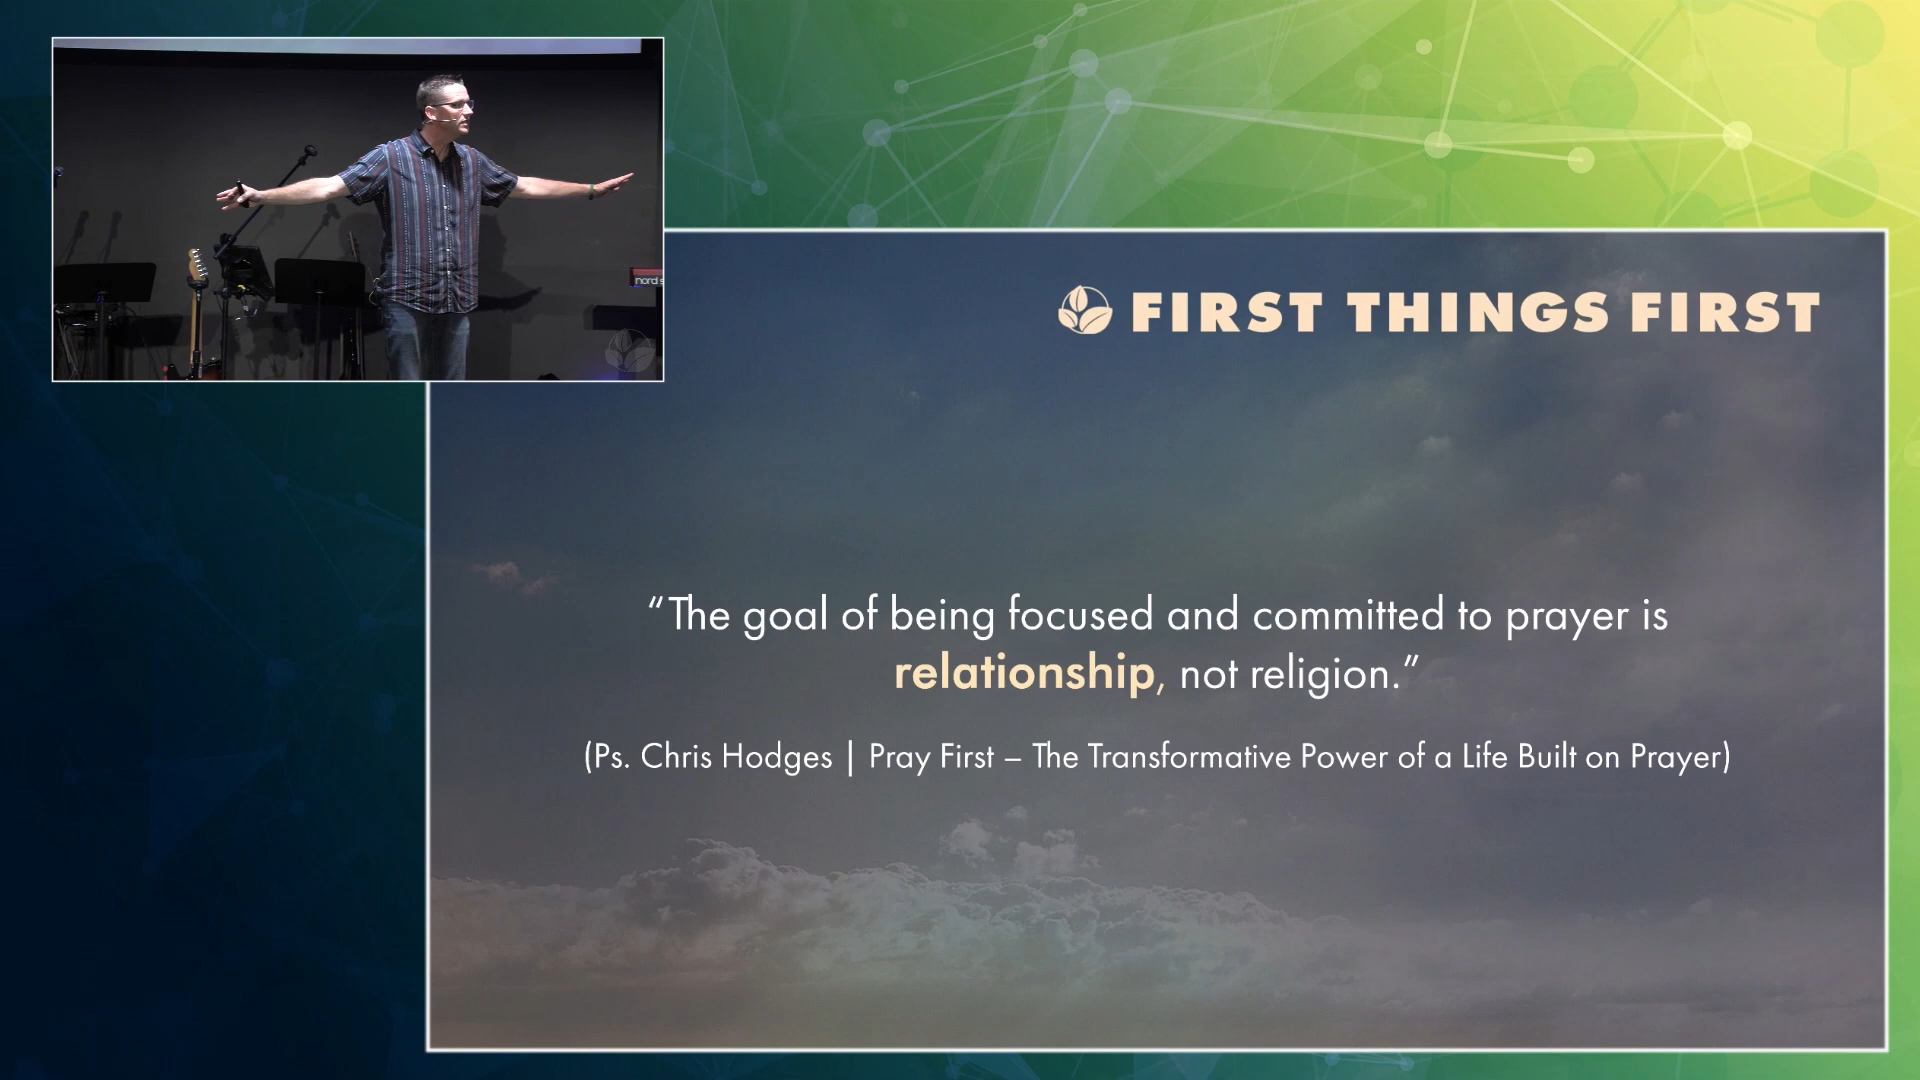 FIRST THINGS FIRST
“The goal of being focused and committed to prayer is
relationship, not religion.”
(Ps. Chris Hodges | Pray First – The Transformative Power of a Life Built on Prayer)
nord s